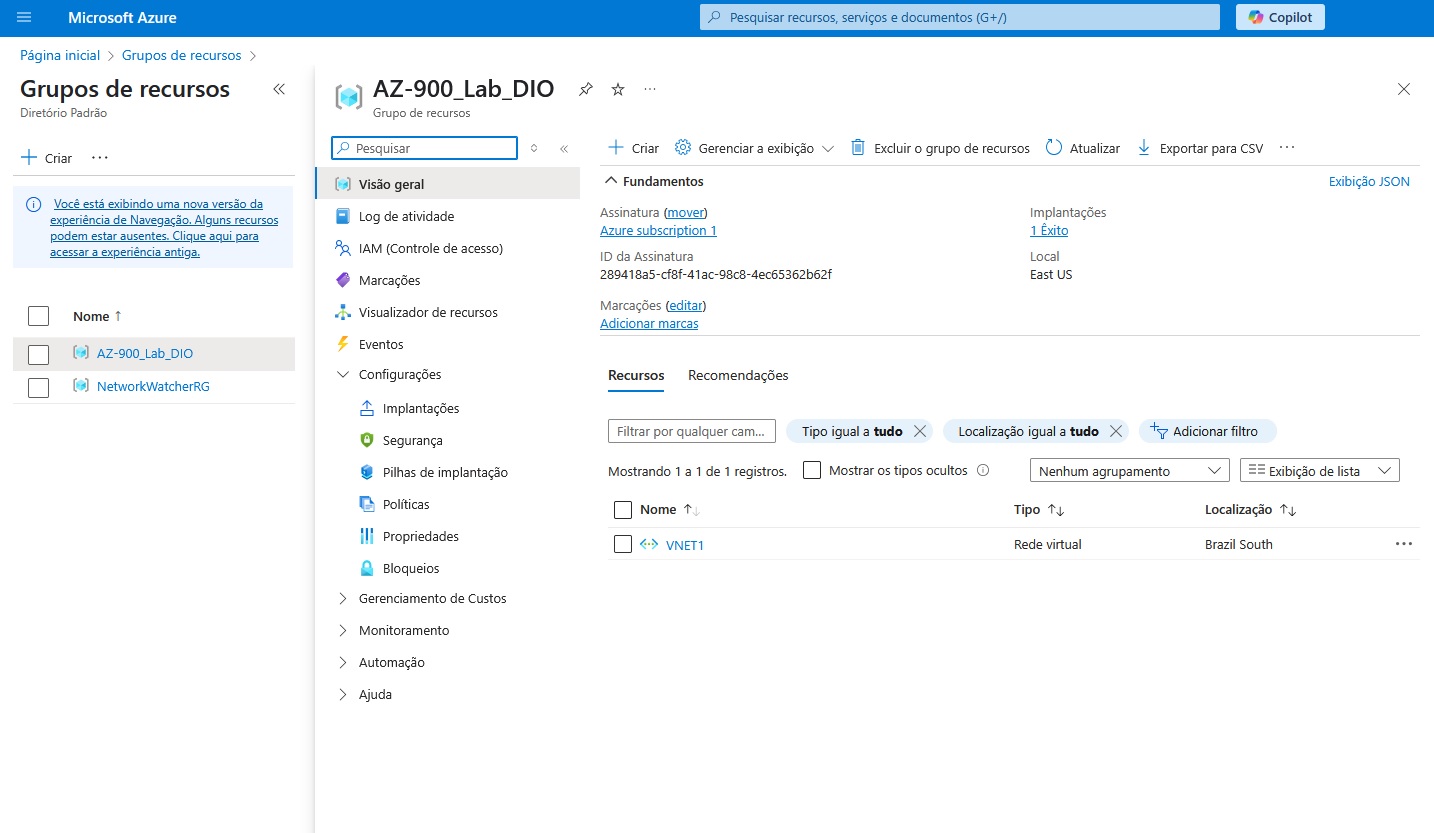 Microsoft Azure
Pesquisar recursos, serviços e documentos (G+/)
Copilot
Página inicial > Grupos de recursos >
Grupos de recursos
Diretório Padrão
Criar
Você está exibindo uma nova versão da
experiência de Navegação. Alguns recursos
podem estar ausentes. Clique aqui para
acessar a experiência antiga.
Nome ↑
AZ-900_Lab_DIO
NetworkWatcherRG
AZ-900_Lab_DIO
Grupo de recursos
Pesquisar
Visão geral
Log de atividade
IAM (Controle de acesso)
Marcações
Visualizador de recursos
Eventos
Configurações
Implantações
Segurança
Pilhas de implantação
Políticas
Propriedades
Bloqueios
Gerenciamento de Custos
Monitoramento
Automação
Ajuda
Criar Gerenciar a exibição Excluir o grupo de recursos Atualizar Exportar para CSV
Fundamentos Exibição JSON
Assinatura (mover)
Azure subscription 1
ID da Assinatura
289418a5-cf8f-41ac-98c8-4ec65362b62f
Marcações (editar)
Adicionar marcas
Implantações
1 Êxito
Local
East US
Recursos Recomendações
Filtrar por qualquer cam... Tipo igual a tudo Localização igual a tudo Adicionar filtro
Mostrando 1 a 1 de 1 registros. Mostrar os tipos ocultos Nenhum agrupamento Exibição de lista
Nome ↑↓ Tipo ↑↓ Localização ↑↓
VNET1 Rede virtual Brazil South